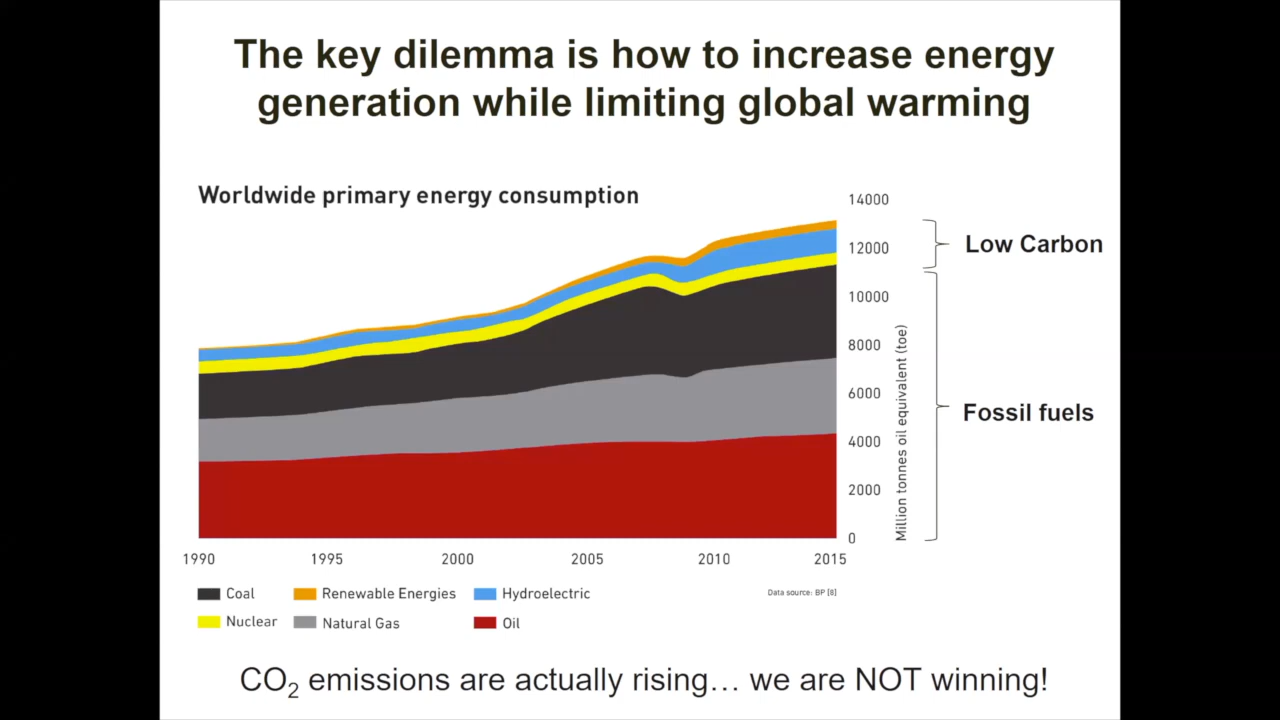 The key dilemma is how to increase energy
generation while limiting global warming
Worldwide primary energy consumption
14000
12000
10000
8000
6000
4000
2000
0
Million tonnes oil equivalent (toe)
Low Carbon
Fossil fuels
1990 1995 2000 2005 2010 2015
Coal Renewable Energies Hydroelectric
Nuclear Natural Gas Oil
Data source: BP [8]
CO₂ emissions are actually rising… we are NOT winning!